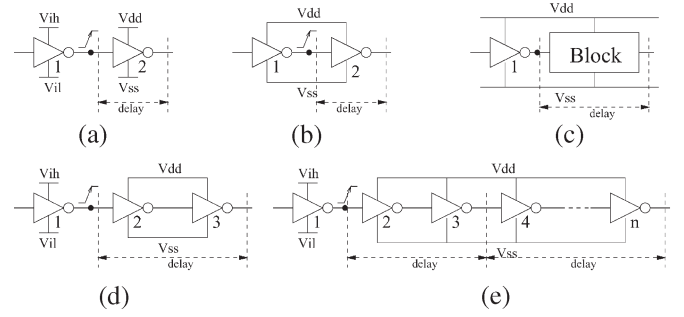 Vih Vdd
1 2
Vil Vss
delay
(a)
Vdd
1 2
Vss
delay
(b)
Vdd
1 Block
Vss
delay
(c)
Vih Vdd
1 2 3
Vil Vss
delay
(d)
Vih Vdd
1 2 3 4 n
Vil Vss
delay delay
(e)